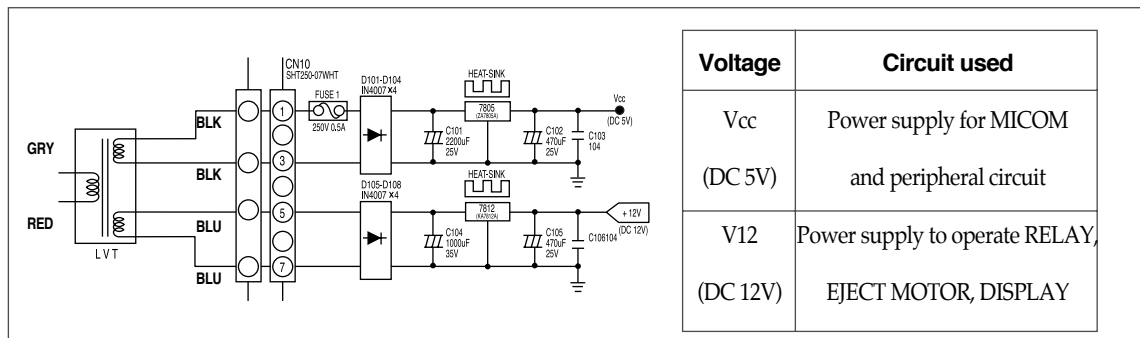 CN10
SHT250-07WHT
BLK
GRY
BLK
RED
BLU
LVT
BLU
1
3
5
7
FUSE 1
250V 0.5A
D101-D104
IN4007 ×4
HEAT-SINK
7805
(ZA7805A)
C101
2200uF
25V
C102
470uF
25V
C103
104
Vcc
(DC 5V)
D105-D108
IN4007 ×4
HEAT-SINK
7812
(KA7812A)
C104
1000uF
35V
C105
470uF
25V
C106104
+ 12V
(DC 12V)
Voltage Circuit used
Vcc Power supply for MICOM
(DC 5V) and peripheral circuit
V12 Power supply to operate RELAY,
(DC 12V) EJECT MOTOR, DISPLAY